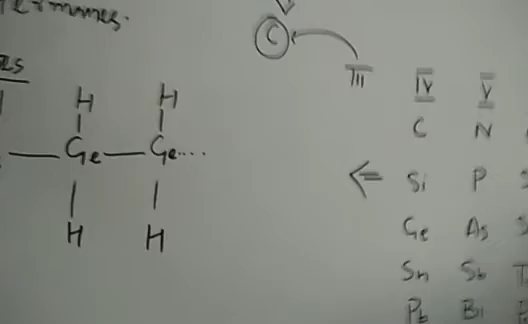 C
III IV V
C N
H H
— Ge — Ge...
H H
⇐ Si P S
Ge As S
Sn Sb T
Pb Bi